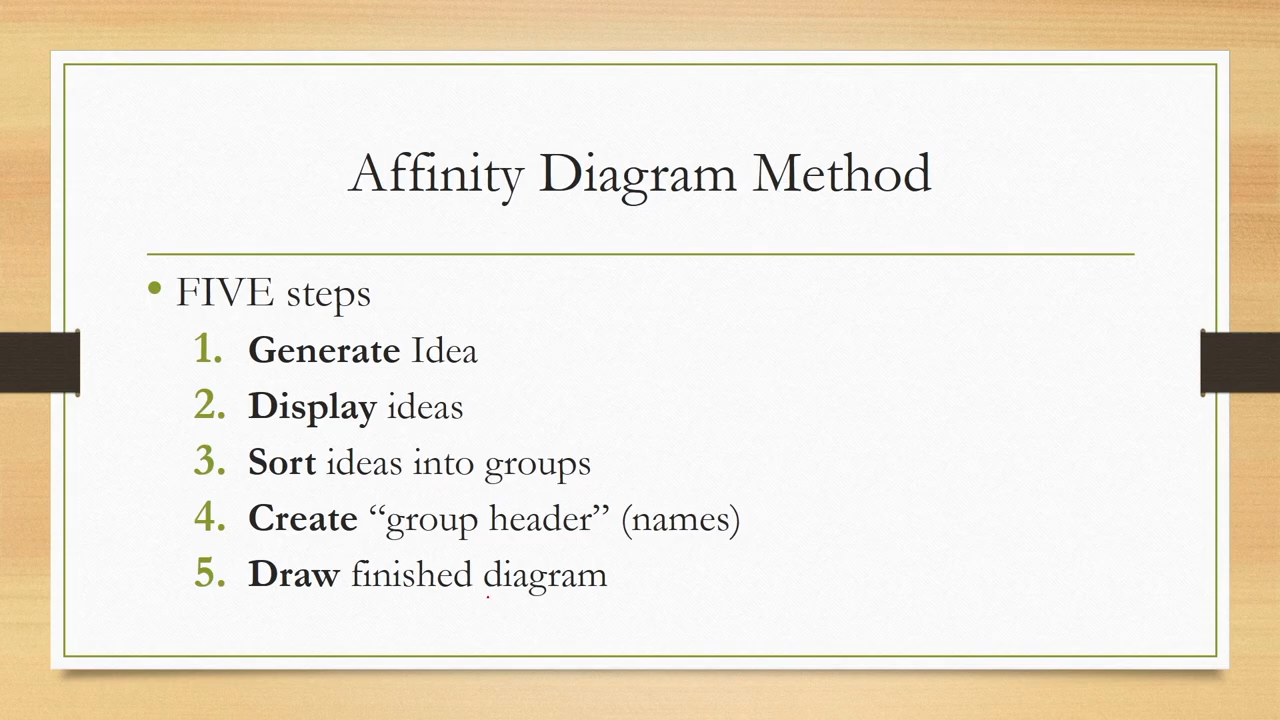 Affinity Diagram Method
• FIVE steps
1. Generate Idea
2. Display ideas
3. Sort ideas into groups
4. Create “group header” (names)
5. Draw finished diagram